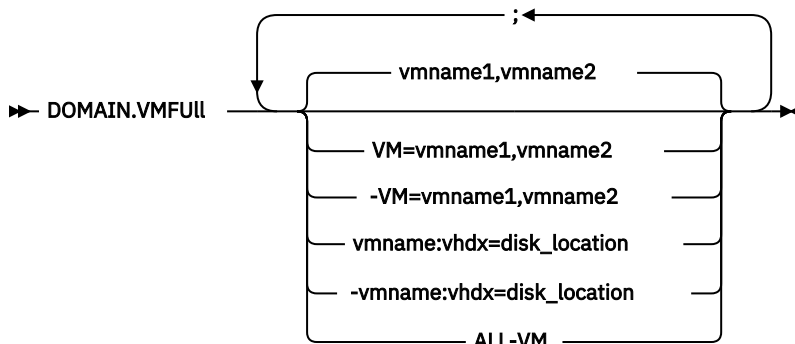 ;
vmname1,vmname2
DOMAIN.VMFUll
VM=vmname1,vmname2
-VM=vmname1,vmname2
vmname:vhdx=disk_location
-vmname:vhdx=disk_location
ALL-VM